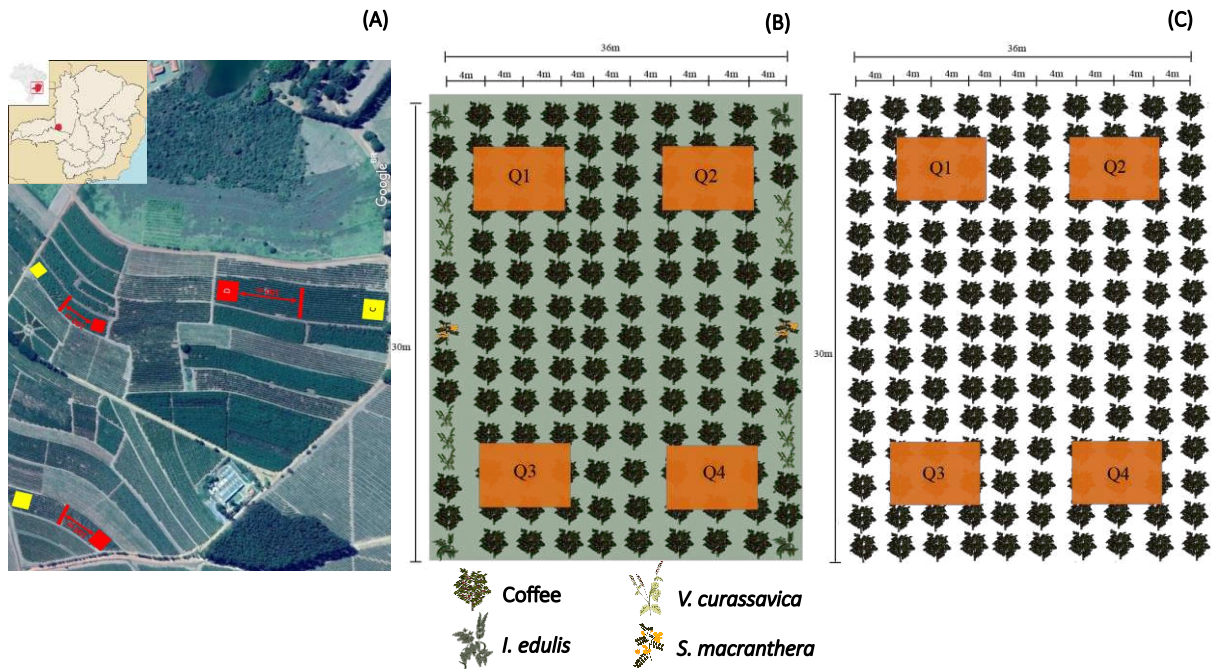 (A)
(B)
(C)
36m
4m 4m 4m 4m 4m 4m 4m 4m 4m
30m
Q1
Q2
Q3
Q4
36m
4m 4m 4m 4m 4m 4m 4m 4m 4m
30m
Q1
Q2
Q3
Q4
Google
D
C
Coffee
V. curassavica
I. edulis
S. macranthera